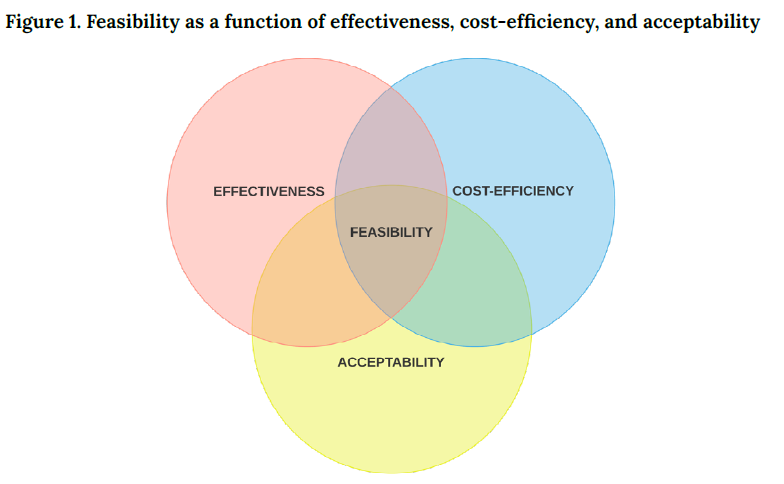 Figure 1. Feasibility as a function of effectiveness, cost-efficiency, and acceptability
EFFECTIVENESS
COST-EFFICIENCY
FEASIBILITY
ACCEPTABILITY